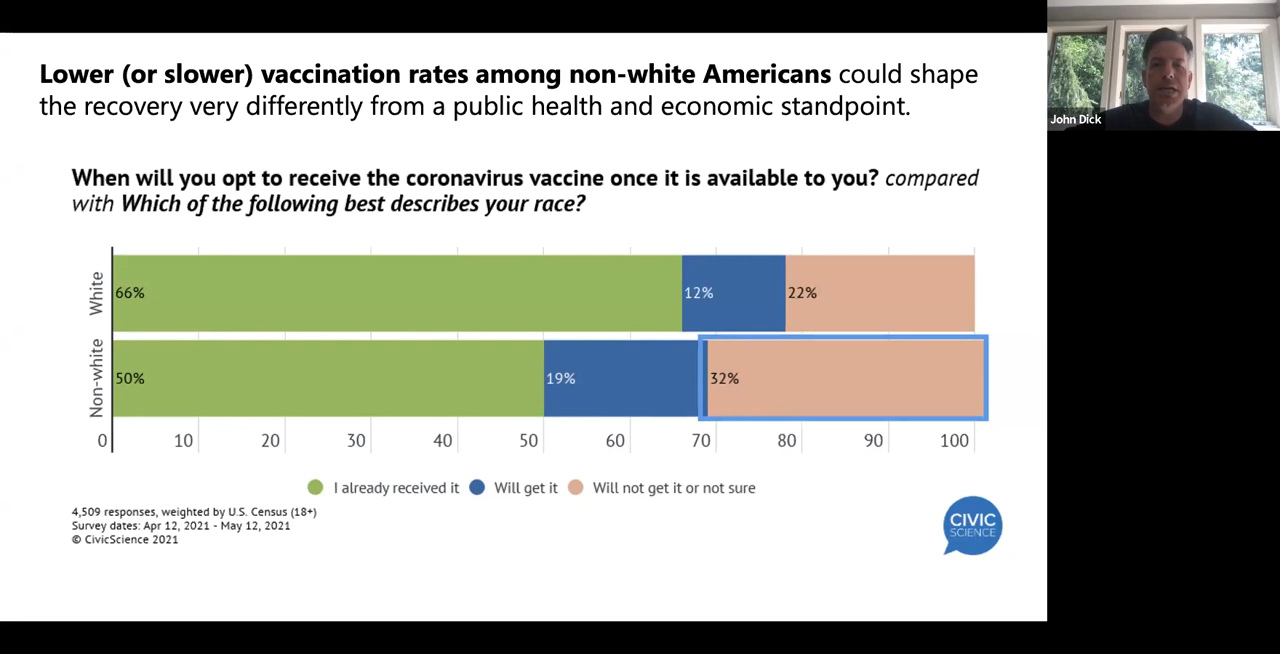 Lower (or slower) vaccination rates among non-white Americans could shape
the recovery very differently from a public health and economic standpoint.
John Dick
When will you opt to receive the coronavirus vaccine once it is available to you? compared
with Which of the following best describes your race?
White
66%
12%
22%
Non-white
50%
19%
32%
0 10 20 30 40 50 60 70 80 90 100
I already received it Will get it Will not get it or not sure
4,509 responses, weighted by U.S. Census (18+)
Survey dates: Apr 12, 2021 - May 12, 2021
© CivicScience 2021
CIVIC
SCIENCE